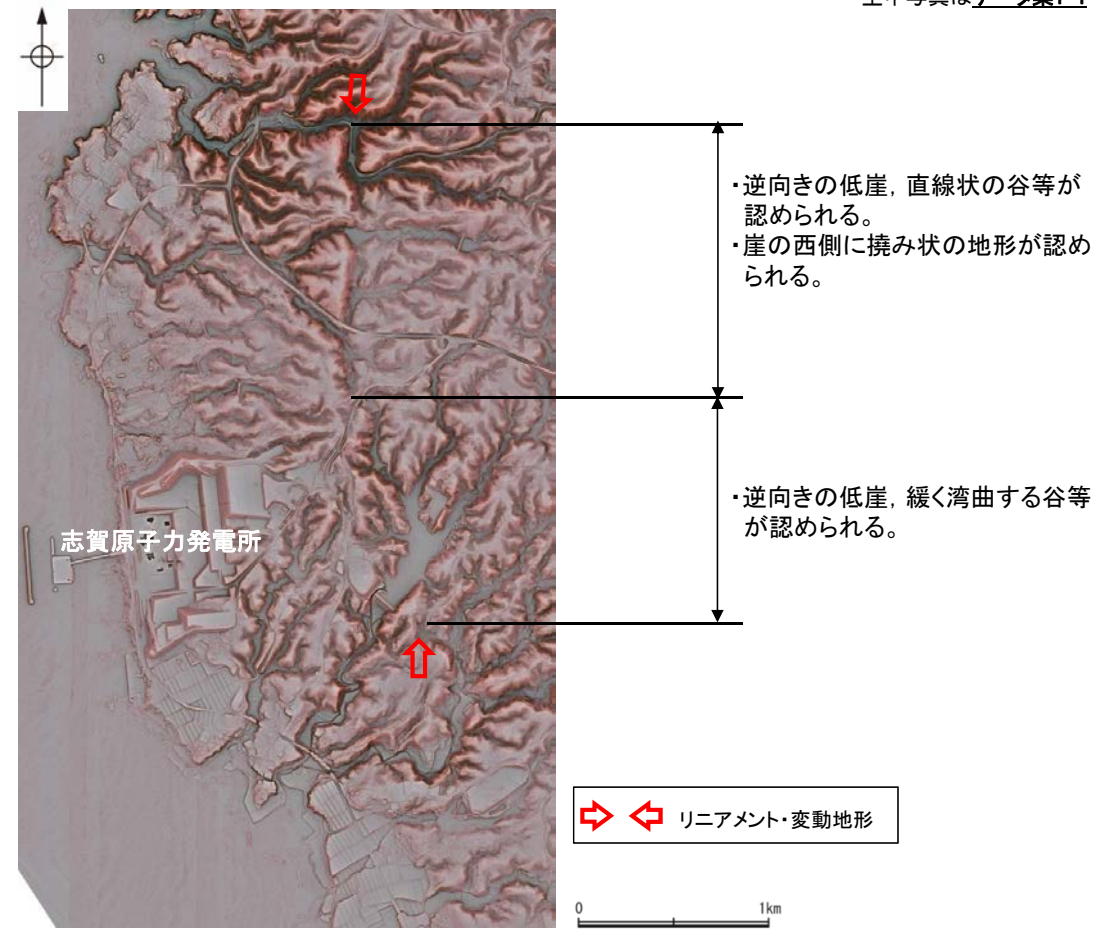 ・逆向きの低崖，直線状の谷等が
認められる。
・崖の西側に撓み状の地形が認め
られる。
・逆向きの低崖，緩く湾曲する谷等
が認められる。
志賀原子力発電所
リニアメント・変動地形
0 1km